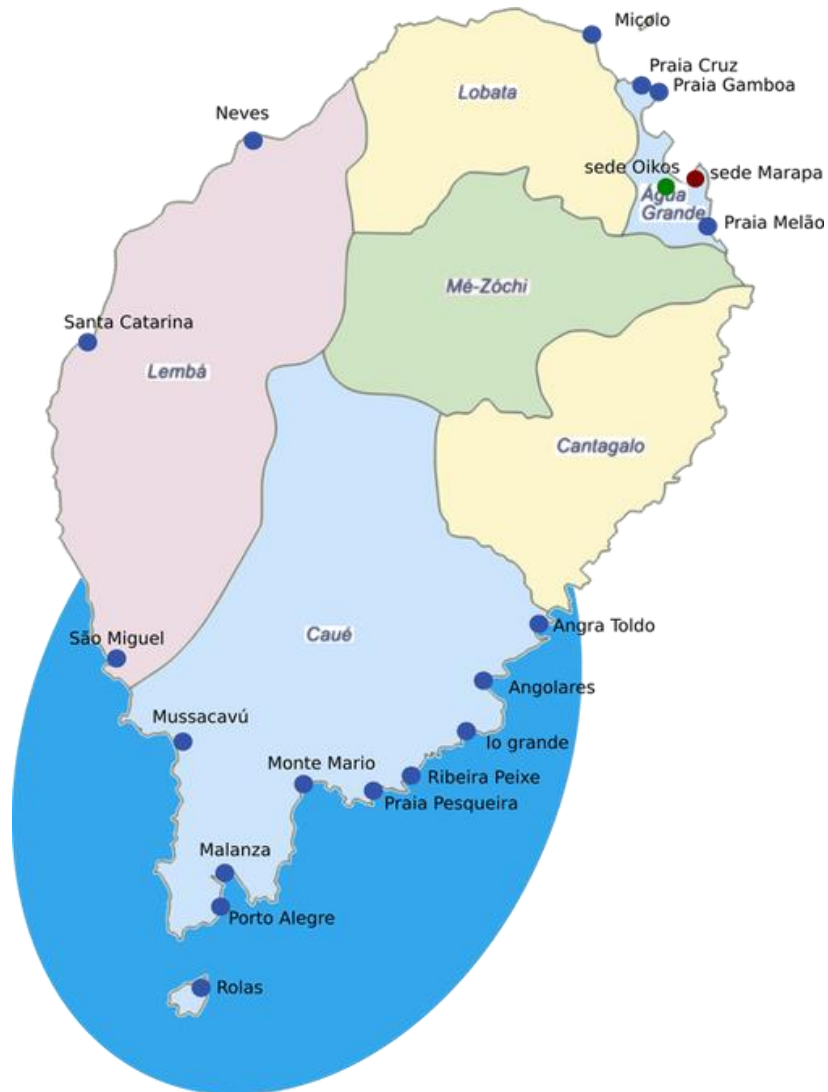 Micolo
Praia Cruz
Praia Gamboa
Lobata
Neves
sede Oikos
sede Marapa
Água
Grande
Praia Melão
Mé-Zóchi
Santa Catarina
Lembá
Cantagalo
Angra Toldo
Caué
São Miguel
Angolares
Mussacavú
Io grande
Monte Mario
Ribeira Peixe
Praia Pesqueira
Malanza
Porto Alegre
Rolas